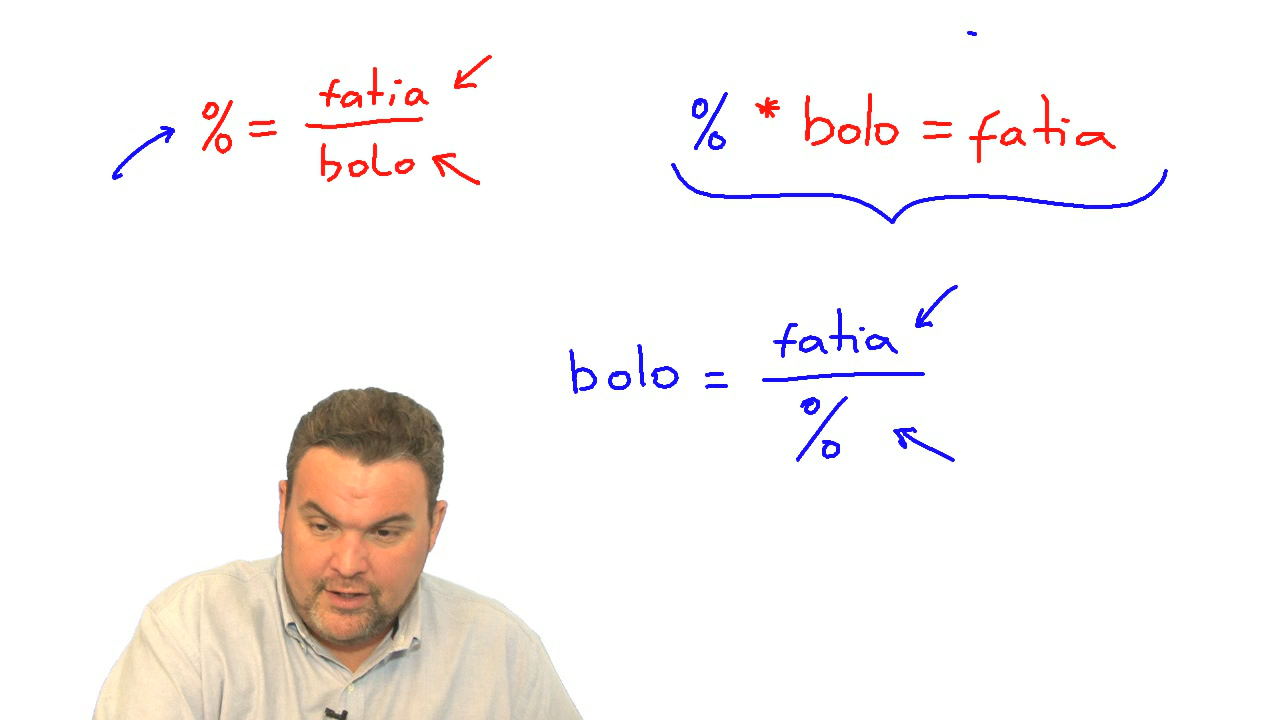 % = fatia / bolo
% * bolo = fatia
bolo = fatia / %